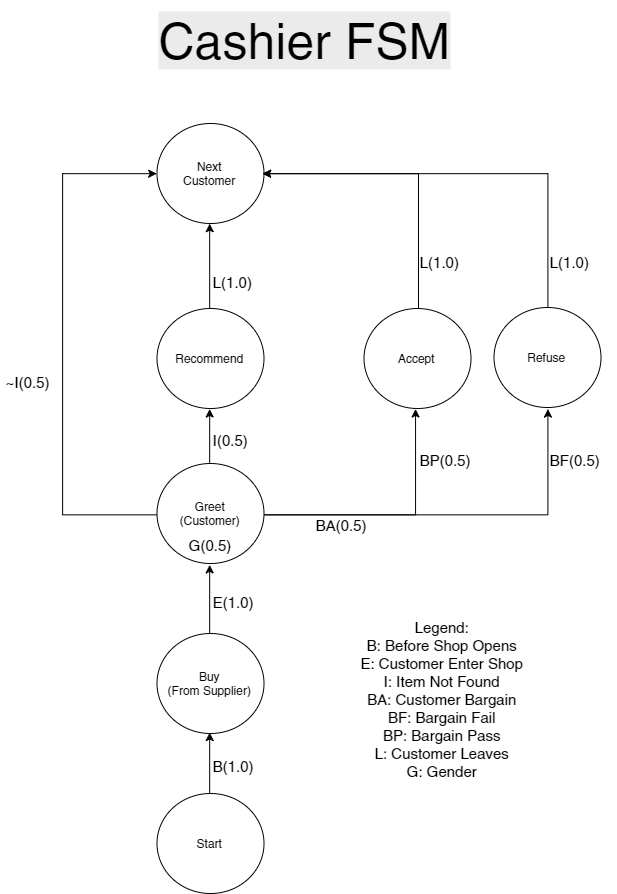 Cashier FSM
Next
Customer
L(1.0)
L(1.0)
L(1.0)
Recommend
Accept
Refuse
~I(0.5)
I(0.5)
BP(0.5)
BF(0.5)
Greet
(Customer)
G(0.5)
BA(0.5)
E(1.0)
Buy
(From Supplier)
B(1.0)
Start
Legend:
B: Before Shop Opens
E: Customer Enter Shop
I: Item Not Found
BA: Customer Bargain
BF: Bargain Fail
BP: Bargain Pass
L: Customer Leaves
G: Gender